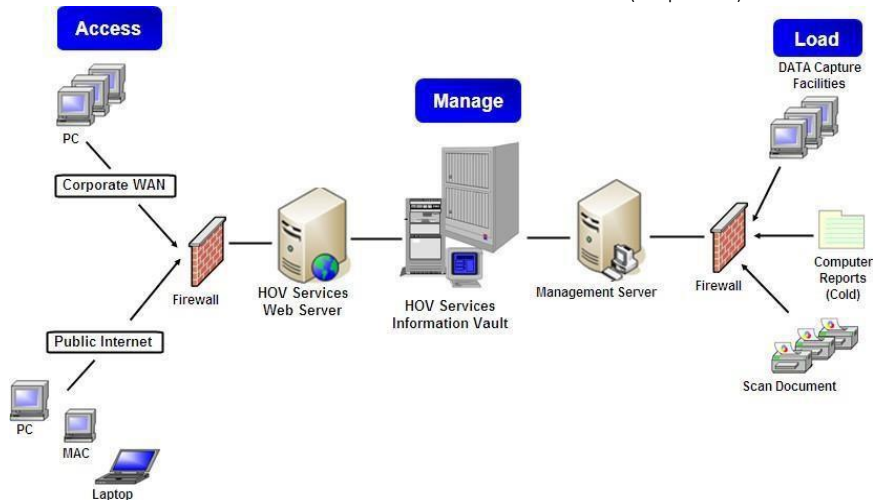 Access
Load
DATA Capture
Facilities
Manage
PC
Corporate WAN
Firewall
HOV Services
Web Server
HOV Services
Information Vault
Management Server
Firewall
Computer
Reports
(Cold)
Public Internet
Scan Document
PC
MAC
Laptop